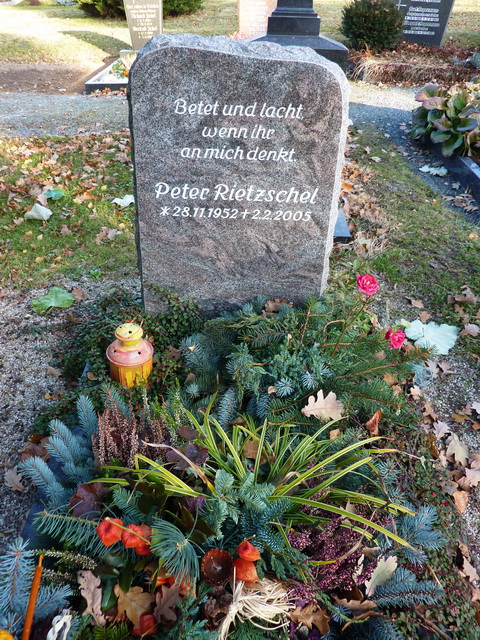 Betet und lacht,
wenn ihr
an mich denkt.
Peter Rietzschel
* 28.11.1952 + 2.2.2005